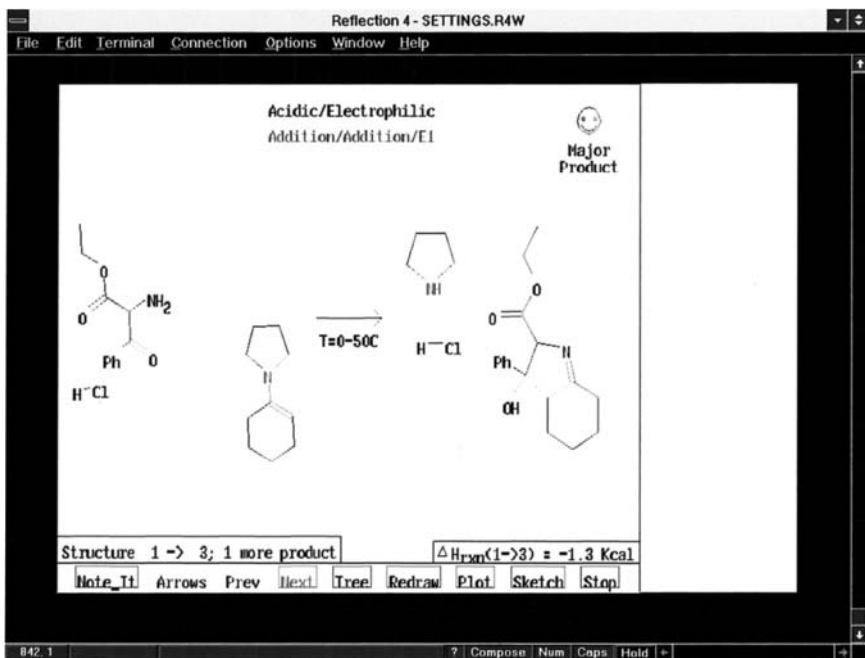 Reflection 4 - SETTINGS.R4W
File Edit Terminal Connection Options Window Help
Acidic/Electrophilic
Addition/Addition/E1
Major
Product
O
NH₂
O
Ph
O
H Cl
N
T=0-50C
NH
H Cl
O
O
N
Ph
OH
Structure 1 -> 3; 1 more product
△Hrxn(1->3) = -1.3 Kcal
Note_It Arrows Prev Next Tree Redraw Plot Sketch Stop
842, 1 ? Compose Num Caps Hold